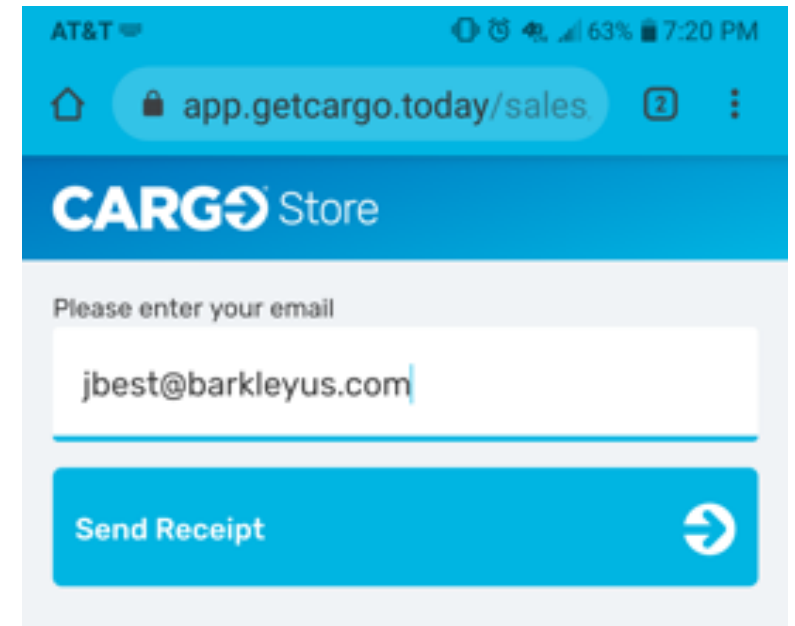 AT&T 63% 7:20 PM
app.getcargo.today/sales 2
CARGO Store
Please enter your email
jbest@barkleyus.com
Send Receipt